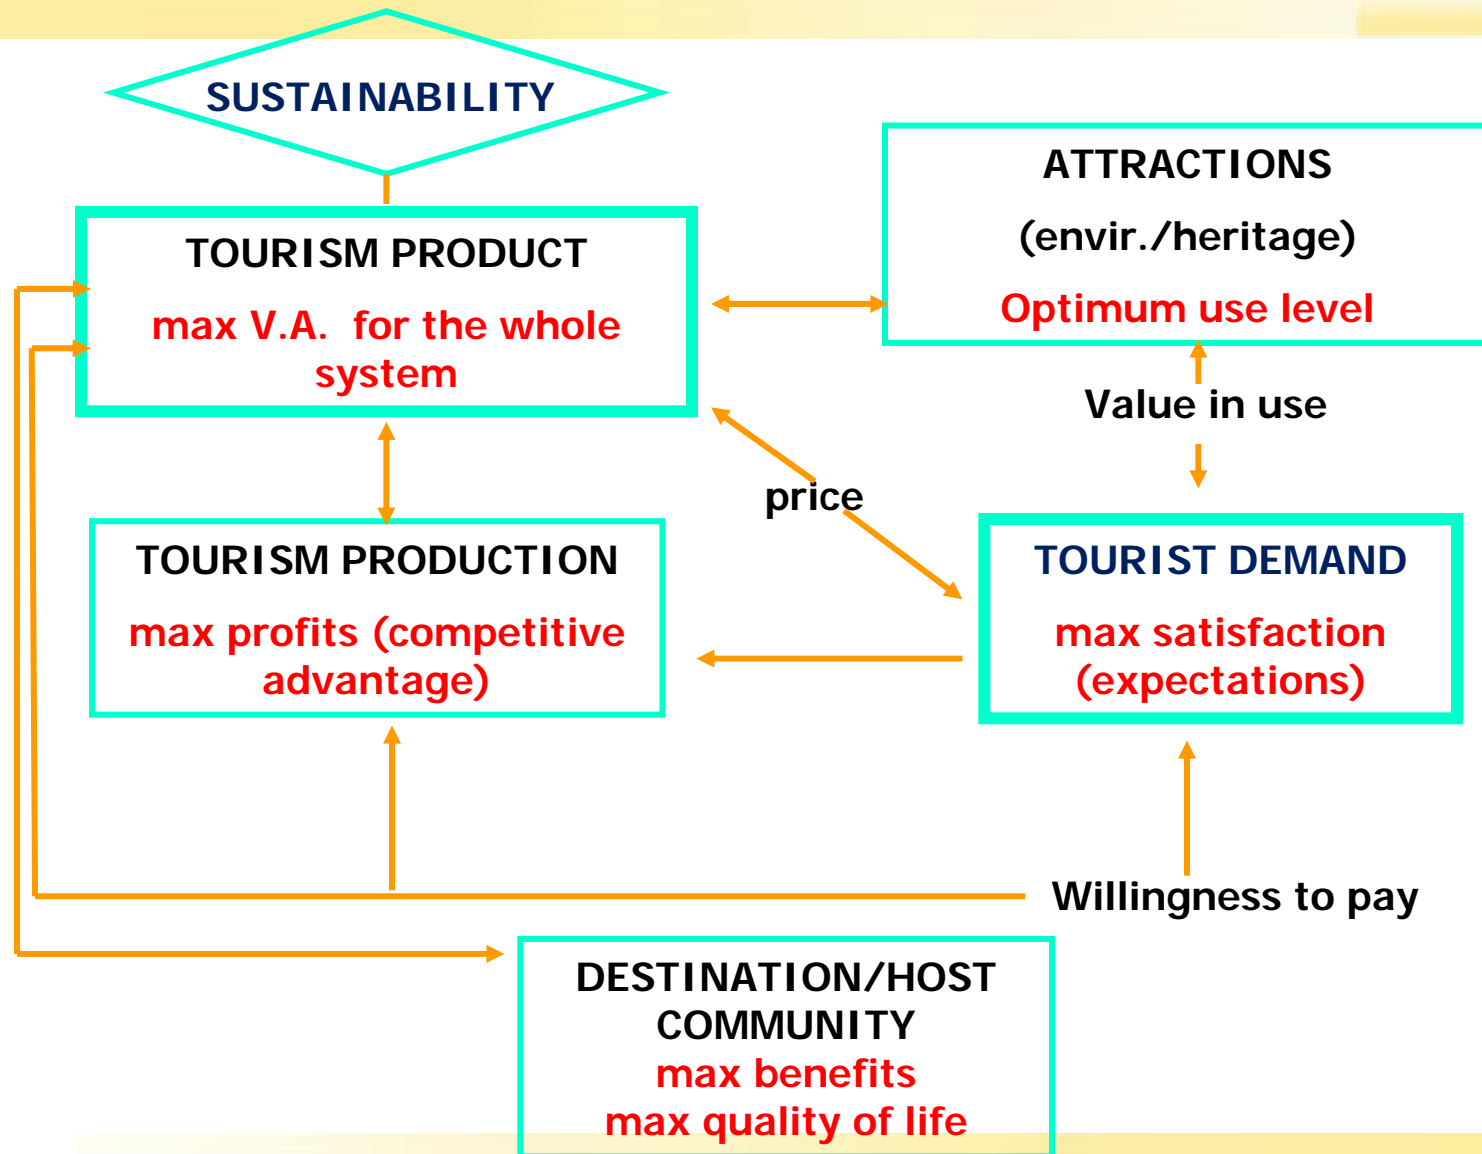 SUSTAINABILITY
ATTRACTIONS
(envir./heritage)
Optimum use level
TOURISM PRODUCT
max V.A. for the whole
system
Value in use
price
TOURISM PRODUCTION
max profits (competitive
advantage)
TOURIST DEMAND
max satisfaction
(expectations)
Willingness to pay
DESTINATION/HOST
COMMUNITY
max benefits
max quality of life